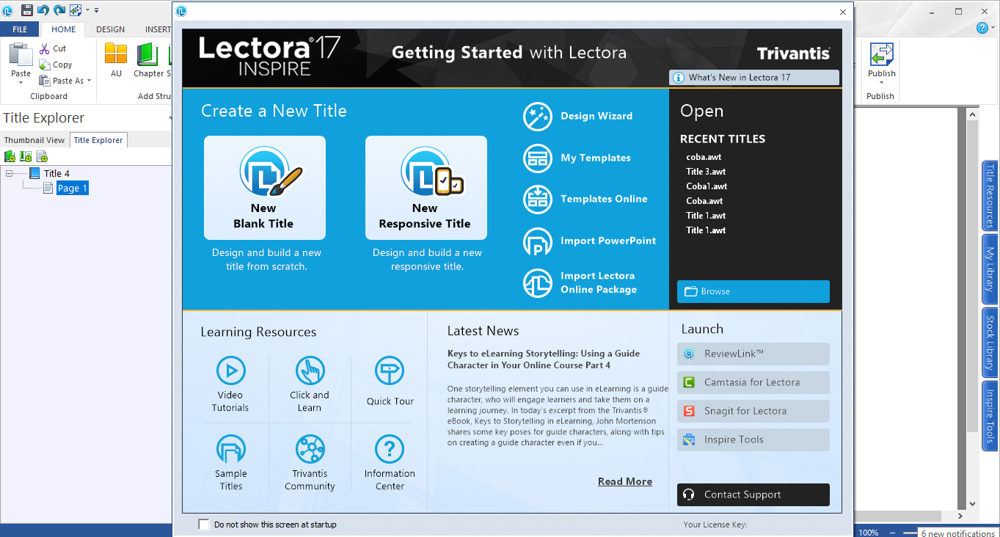 FILE
HOME
DESIGN
INSERT
Paste
Cut
Copy
Paste As
Clipboard
AU
Chapter
S
Add Stru
Title Explorer
Thumbnail View
Title Explorer
Title 4
Page 1
Lectora® 17
INSPIRE
Getting Started with Lectora
Trivantis®
What's New in Lectora 17
Create a New Title
New
Blank Title
Design and build a new
title from scratch.
New
Responsive Title
Design and build a new
responsive title.
Design Wizard
My Templates
Templates Online
Import PowerPoint
Import Lectora
Online Package
Open
RECENT TITLES
coba.awt
Title 3.awt
Coba1.awt
Coba.awt
Title 1.awt
Title 1.awt
Browse
Learning Resources
Video
Tutorials
Click and
Learn
Quick Tour
Sample
Titles
Trivantis
Community
Information
Center
Latest News
Keys to eLearning Storytelling: Using a Guide
Character in Your Online Course Part 4
One storytelling element you can use in eLearning is a guide
character, who will engage learners and take them on a
learning journey. In today's excerpt from the Trivantis®
eBook, Keys to Storytelling in eLearning, John Mortenson
shares some key poses for guide characters, along with tips
on creating a guide character even if you...
Read More
Launch
ReviewLink™
Camtasia for Lectora
Snagit for Lectora
Inspire Tools
Contact Support
Do not show this screen at startup
Your License Key:
Publish
Publish
Title Resources
My Library
Stock Library
Inspire Tools
100%
6 new notifications